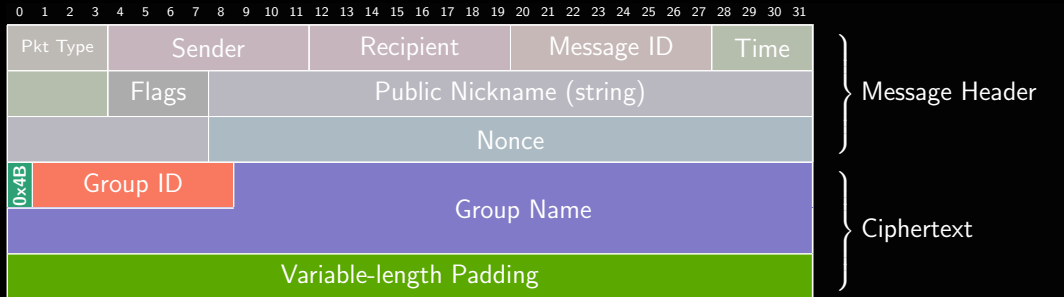 0 1 2 3 4 5 6 7 8 9 10 11 12 13 14 15 16 17 18 19 20 21 22 23 24 25 26 27 28 29 30 31
Pkt Type Sender Recipient Message ID Time
Flags Public Nickname (string) Message Header
Nonce
0x4B Group ID
Group Name
Ciphertext
Variable-length Padding